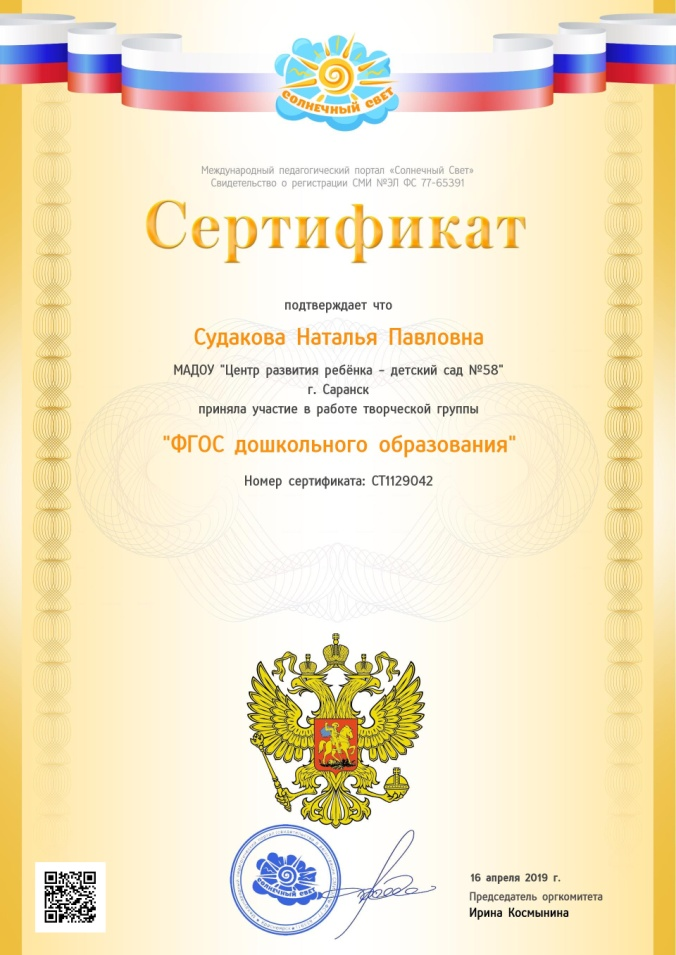 СОЛНЕЧНЫЙ СВЕТ
Международный педагогический портал «Солнечный Свет»
Свидетельство о регистрации СМИ №ЭЛ ФС 77-65391
Сертификат
подтверждает что
Судакова Наталья Павловна
МАДОУ "Центр развития ребёнка - детский сад №58"
г. Саранск
приняла участие в работе творческой группы
"ФГОС дошкольного образования"
Номер сертификата: СТ1129042
СОЛНЕЧНЫЙ СВЕТ
16 апреля 2019 г.
Председатель оргкомитета
Ирина Космынина